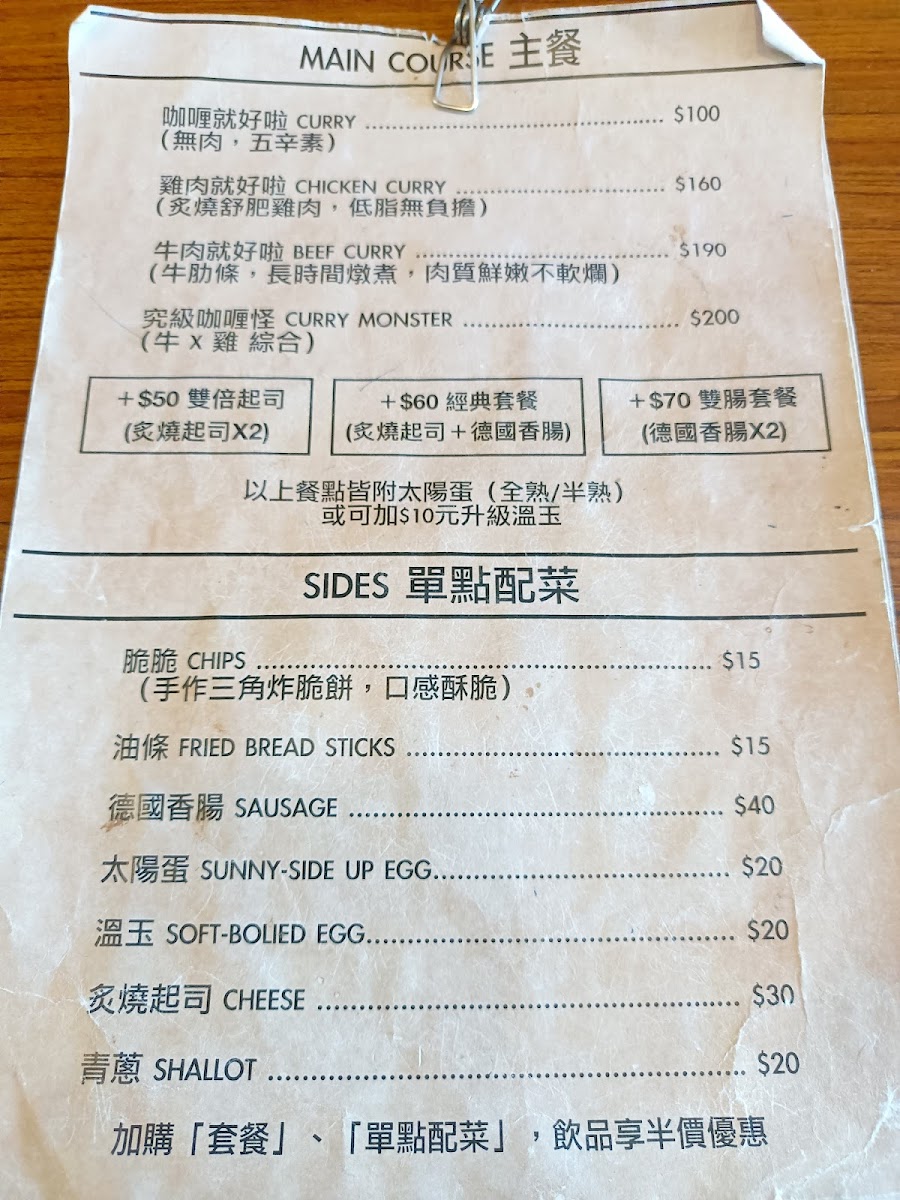 MAIN COURSE 主餐
咖喱就好啦 CURRY ........................................... $100
(無肉，五辛素)
雞肉就好啦 CHICKEN CURRY .............................. $160
(炙燒舒肥雞肉，低脂無負擔)
牛肉就好啦 BEEF CURRY .................................... $190
(牛肋條，長時間燉煮，肉質鮮嫩不軟爛)
究級咖喱怪 CURRY MONSTER ............................... $200
(牛 X 雞 綜合)
+$50 雙倍起司 +$60 經典套餐 +$70 雙腸套餐
(炙燒起司X2) (炙燒起司＋德國香腸) (德國香腸X2)
以上餐點皆附太陽蛋 (全熟/半熟)
或可加$10元升級溫玉
SIDES 單點配菜
脆脆 CHIPS ................................................................ $15
(手作三角炸脆餅，口感酥脆)
油條 FRIED BREAD STICKS ........................................... $15
德國香腸 SAUSAGE .................................................... $40
太陽蛋 SUNNY-SIDE UP EGG......................................... $20
溫玉 SOFT-BOLIED EGG................................................... $20
炙燒起司 CHEESE ........................................................ $30
青蔥 SHALLOT ............................................................. $20
加購「套餐」、「單點配菜」，飲品享半價優惠